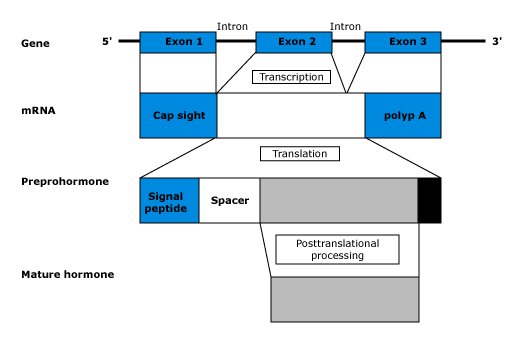 Intron Intron
5' Exon 1 Exon 2 Exon 3 3'
Gene
Transcription
mRNA
Cap sight polyp A
Translation
Preprohormone
Signal
peptide
Spacer
Posttranslational
processing
Mature hormone